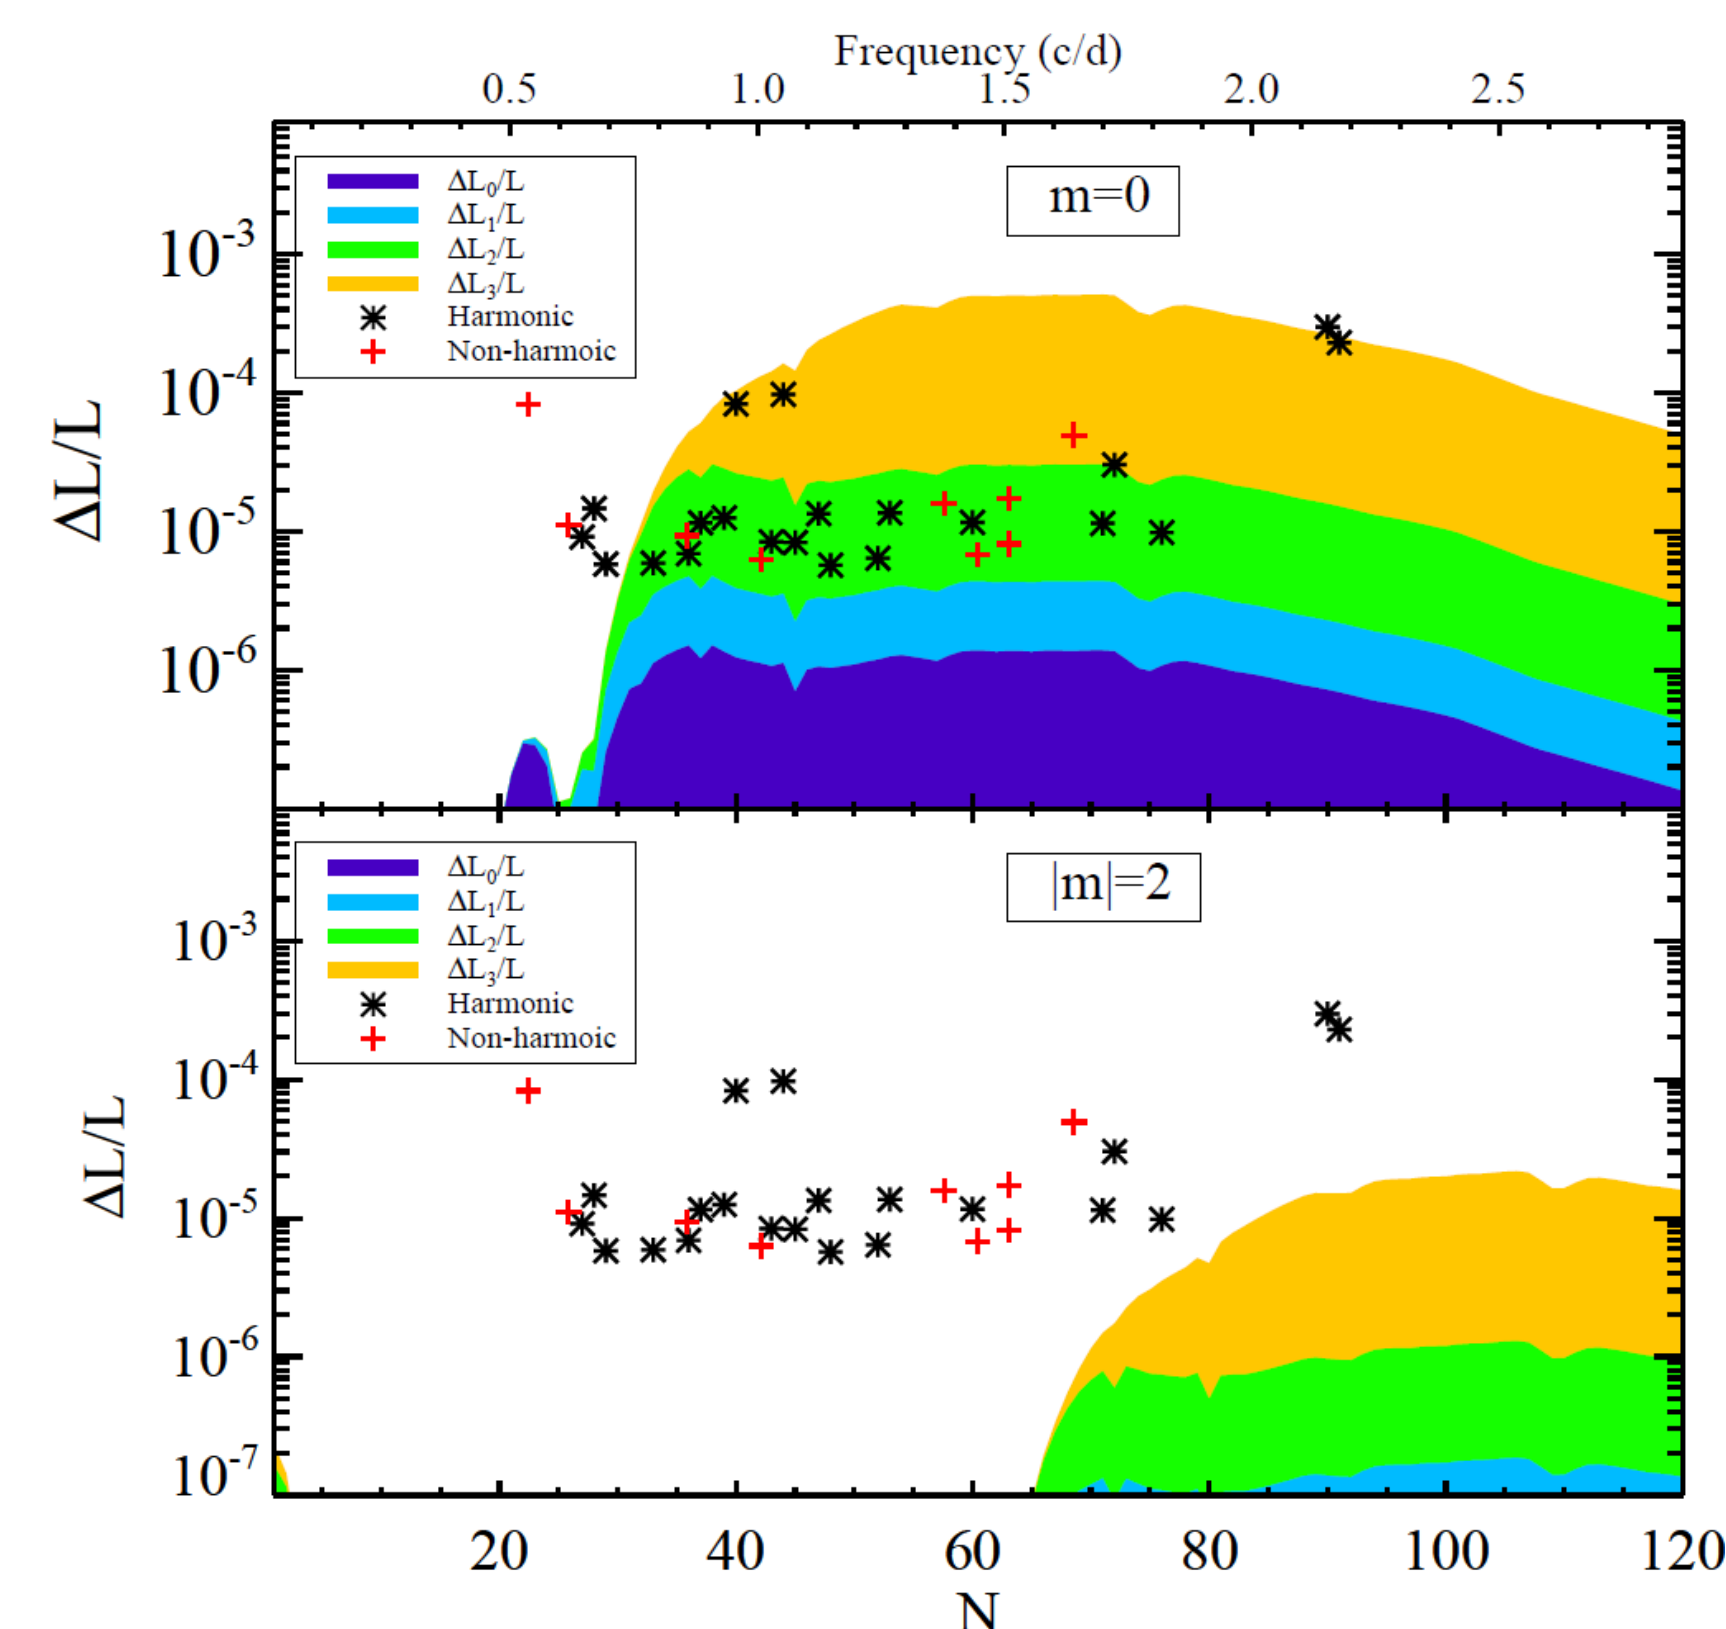 Frequency (c/d)
0.5 1.0 1.5 2.0 2.5
ΔL₀/L
ΔL₁/L
ΔL₂/L
ΔL₃/L
Harmonic
Non-harmoic
m=0
10⁻³
10⁻⁴
10⁻⁵
10⁻⁶
ΔL/L
ΔL₀/L
ΔL₁/L
ΔL₂/L
ΔL₃/L
Harmonic
Non-harmoic
|m|=2
10⁻³
10⁻⁴
10⁻⁵
10⁻⁶
10⁻⁷
ΔL/L
20 40 60 80 100 120
N